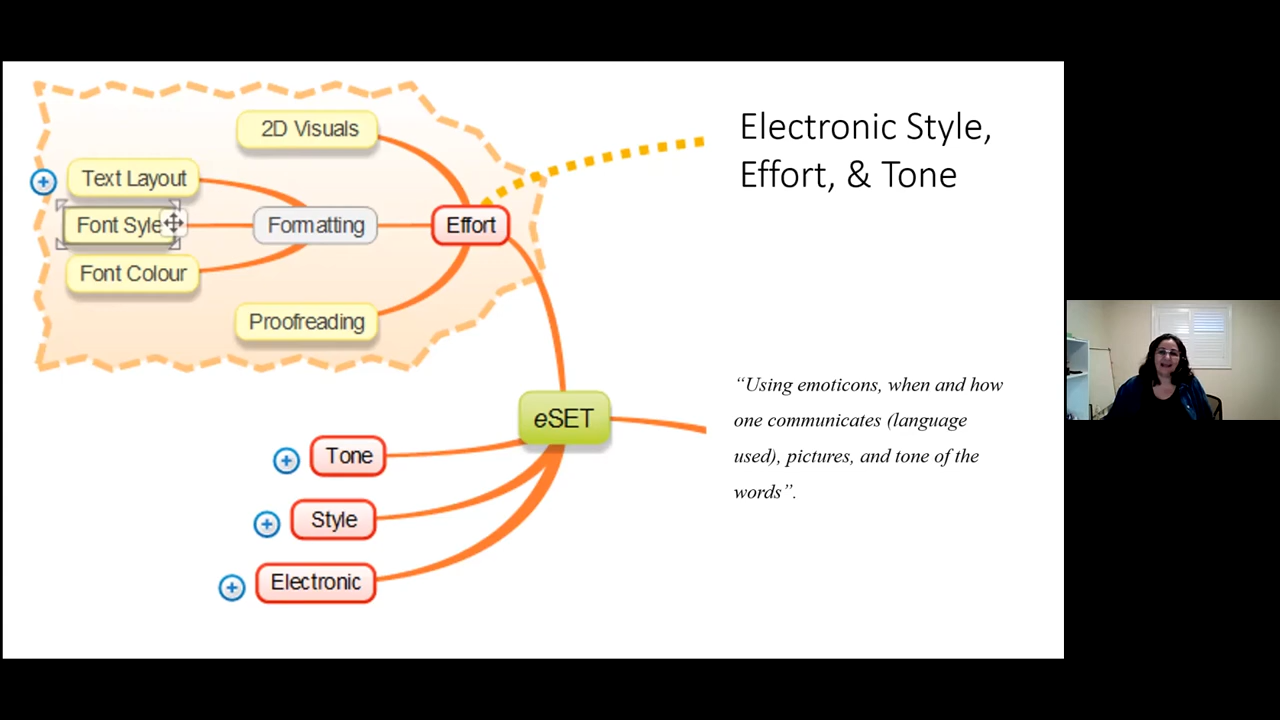 Electronic Style,
Effort, & Tone
2D Visuals
Text Layout
Font Syle
Formatting
Effort
Font Colour
Proofreading
eSET
Tone
Style
Electronic
“Using emoticons, when and how
one communicates (language
used), pictures, and tone of the
words”.